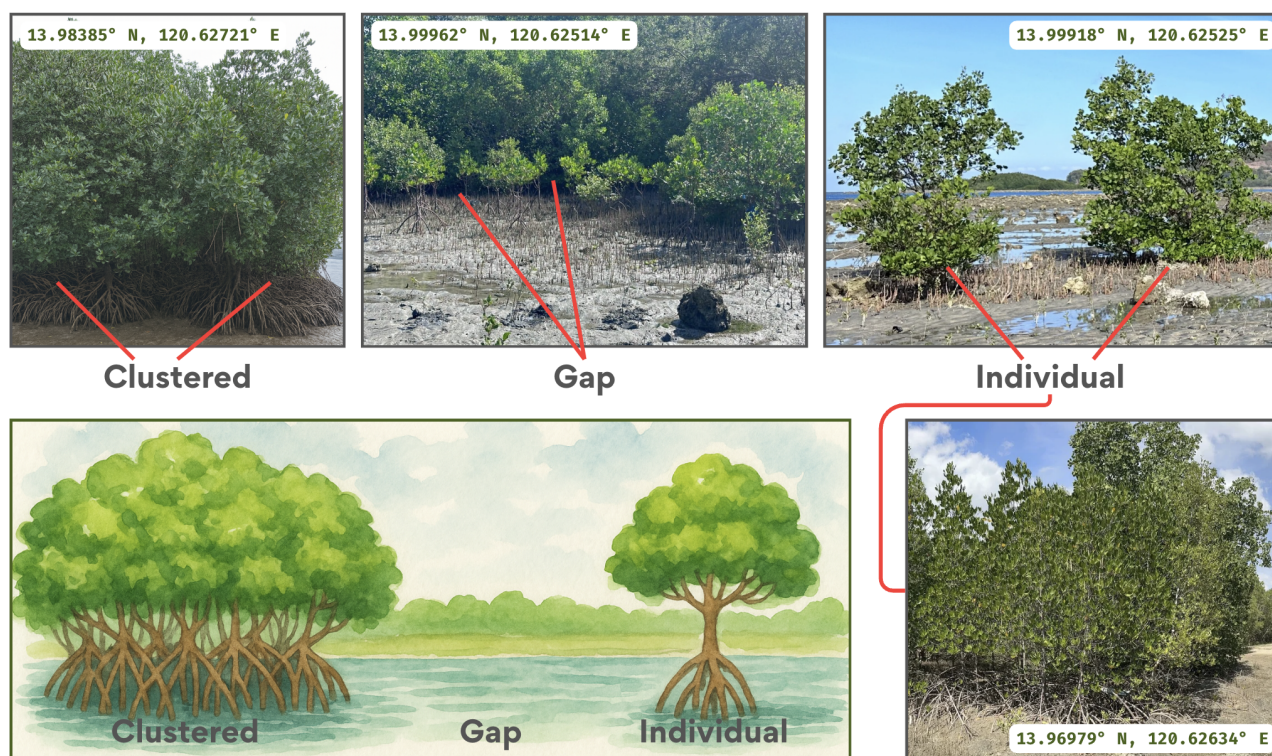 13.98385° N, 120.62721° E
13.99962° N, 120.62514° E
13.99918° N, 120.62525° E
Clustered
Gap
Individual
Clustered
Gap
Individual
13.96979° N, 120.62634° E